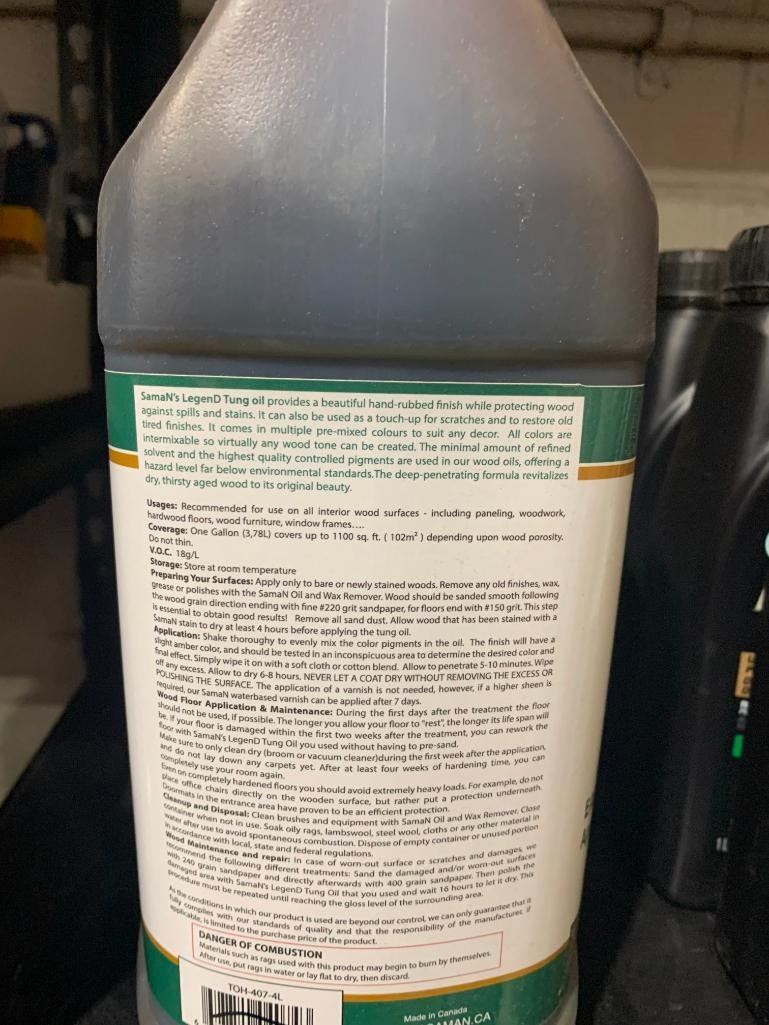 SamaN's LegenD Tung oil provides a beautiful hand-rubbed finish while protecting wood
against spills and stains. It can also be used as a touch-up for scratches and to restore old
tired finishes. It comes in multiple pre-mixed colours to suit any decor. All colors are
intermixable so virtually any wood tone can be created. The minimal amount of refined
solvent and the highest quality controlled pigments are used in our wood oils, offering a
hazard level far below environmental standards.The deep-penetrating formula revitalizes
dry, thirsty aged wood to its original beauty.
Usages: Recommended for use on all interior wood surfaces - including paneling, woodwork,
hardwood floors, wood furniture, window frames....
Coverage: One Gallon (3,78L) covers up to 1100 sq. ft. ( 102m² ) depending upon wood porosity.
Do not thin.
V.O.C. 18g/L
Storage: Store at room temperature
Preparing Your Surfaces: Apply only to bare or newly stained woods. Remove any old finishes, wax,
grease or polishes with the SamaN Oil and Wax Remover. Wood should be sanded smooth following
the wood grain direction ending with fine #220 grit sandpaper, for floors end with #150 grit. This step
is essential to obtain good results! Remove all sand dust. Allow wood that has been stained with a
SamaN stain to dry at least 4 hours before applying the tung oil.
Application: Shake thoroughy to evenly mix the color pigments in the oil. The finish will have a
slight amber color, and should be tested in an inconspicuous area to determine the desired color and
final effect. Simply wipe it on with a soft cloth or cotton blend. Allow to penetrate 5-10 minutes. Wipe
off any excess. Allow to dry 6-8 hours. NEVER LET A COAT DRY WITHOUT REMOVING THE EXCESS OR
POLISHING THE SURFACE. The application of a varnish is not needed, however, if a higher sheen is
required, our SamaN waterbased varnish can be applied after 7 days.
Wood Floor Application & Maintenance: During the first days after the treatment the floor
should not be used, if possible. The longer you allow your floor to "rest", the longer its life span will
be. If your floor is damaged within the first two weeks after the treatment, you can rework the
floor with SamaN's LegenD Tung Oil you used without having to pre-sand.
Make sure to only clean dry (broom or vacuum cleaner)during the first week after the application,
and do not lay down any carpets yet. After at least four weeks of hardening time, you can
completely use your room again.
Even on completely hardened floors you should avoid extremely heavy loads. For example, do not
place office chairs directly on the wooden surface, but rather put a protection underneath.
Doormats in the entrance area have proven to be an efficient protection.
Cleanup and Disposal: Clean brushes and equipment with SamaN Oil and Wax Remover. Close
container when not in use. Soak oily rags, lambswool, steel wool, cloths or any other material in
water after use to avoid spontaneous combustion. Dispose of empty container or unused portion
in accordance with local, state and federal regulations.
Wood Maintenance and repair: In case of worn-out surface or scratches and damages, we
recommend the following different treatments: Sand the damaged and/or worn-out surfaces
with 240 grain sandpaper and directly afterwards with 400 grain sandpaper. Then polish the
damaged area with SamaN's LegenD Tung Oil that you used and wait 16 hours to let it dry. This
procedure must be repeated until reaching the gloss level of the surrounding area.
As the conditions in which our product is used are beyond our control, we can only guarantee that it
fully complies with our standards of quality and that the responsibility of the manufacturer, if
applicable, is limited to the purchase price of the product.
DANGER OF COMBUSTION
Materials such as rags used with this product may begin to burn by themselves.
After use, put rags in water or lay flat to dry, then discard.
TOH-407-4L
Made in Canada
SAMAN.CA